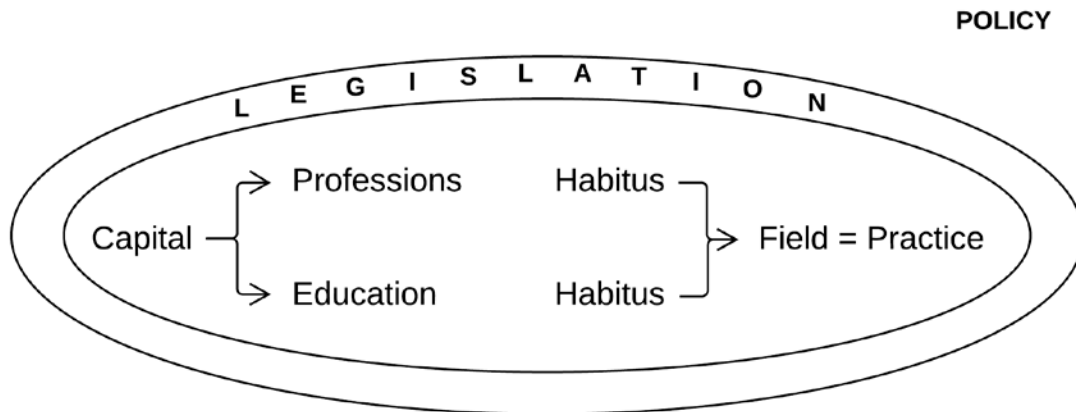 POLICY
LEGISLATION
Professions Habitus
Capital Field = Practice
Education Habitus